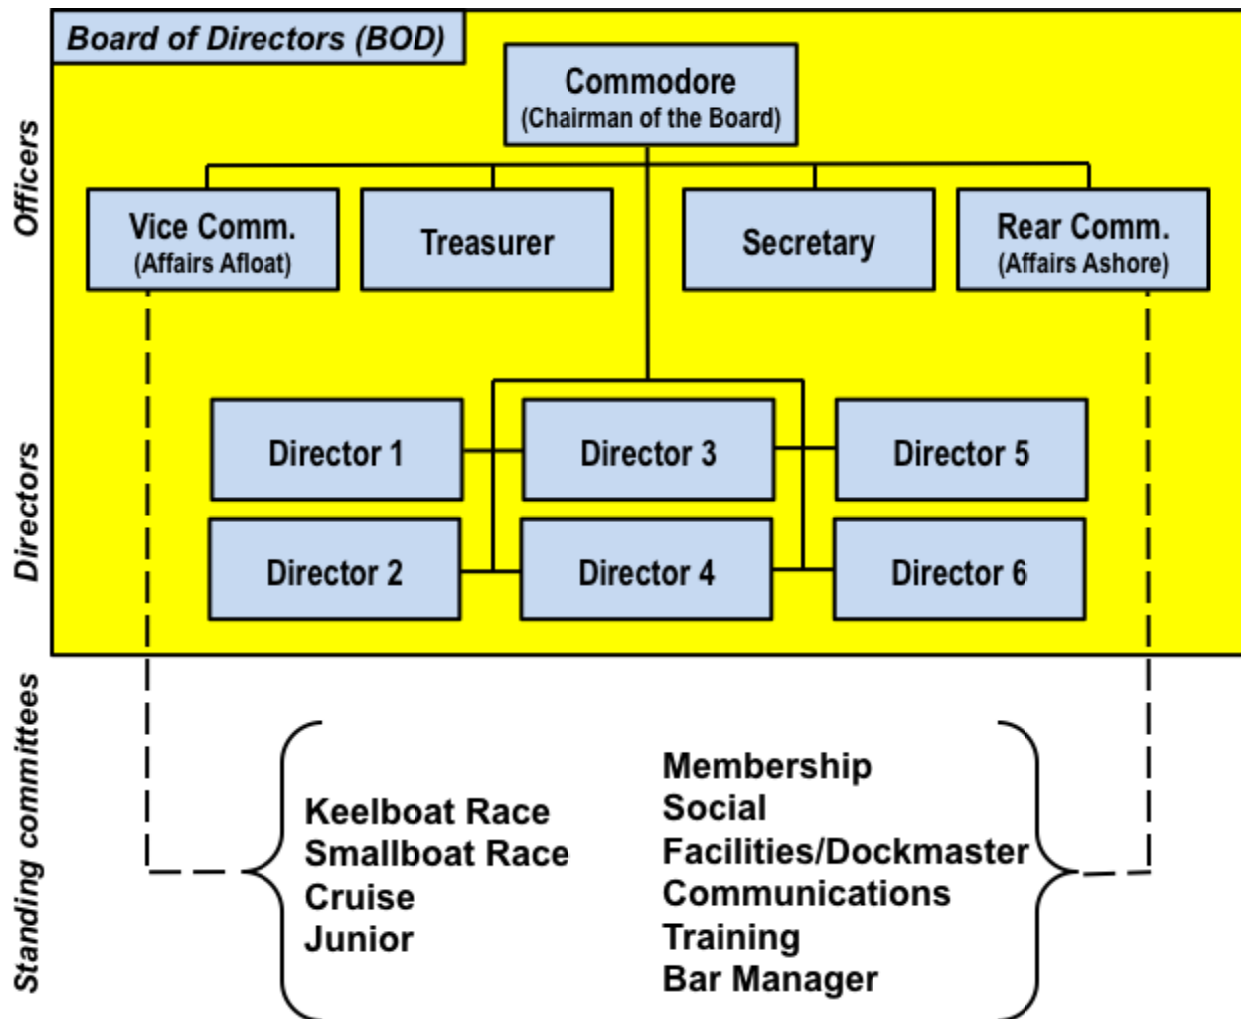 Board of Directors (BOD)
Commodore
(Chairman of the Board)
Officers
Vice Comm.
(Affairs Afloat)
Treasurer
Secretary
Rear Comm.
(Affairs Ashore)
Directors
Director 1
Director 3
Director 5
Director 2
Director 4
Director 6
Standing committees
Keelboat Race
Smallboat Race
Cruise
Junior
Membership
Social
Facilities/Dockmaster
Communications
Training
Bar Manager